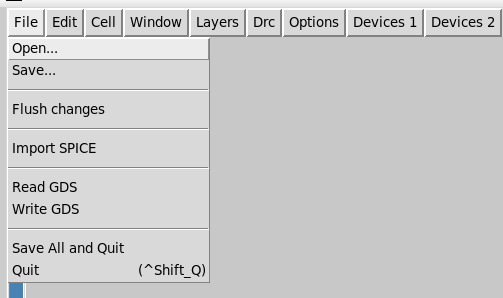 File Edit Cell Window Layers Drc Options Devices 1 Devices 2
Open...
Save...
Flush changes
Import SPICE
Read GDS
Write GDS
Save All and Quit
Quit (^Shift_Q)